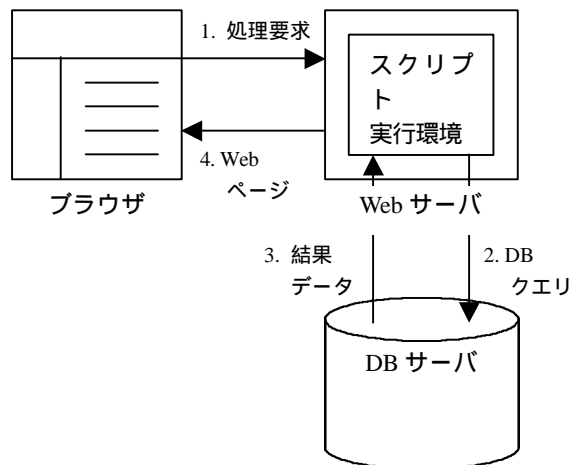 1. 処理要求
スクリプ
ト
実行環境
4. Web
ページ
ブラウザ
Web サーバ
3. 結果
データ
2. DB
クエリ
DB サーバ